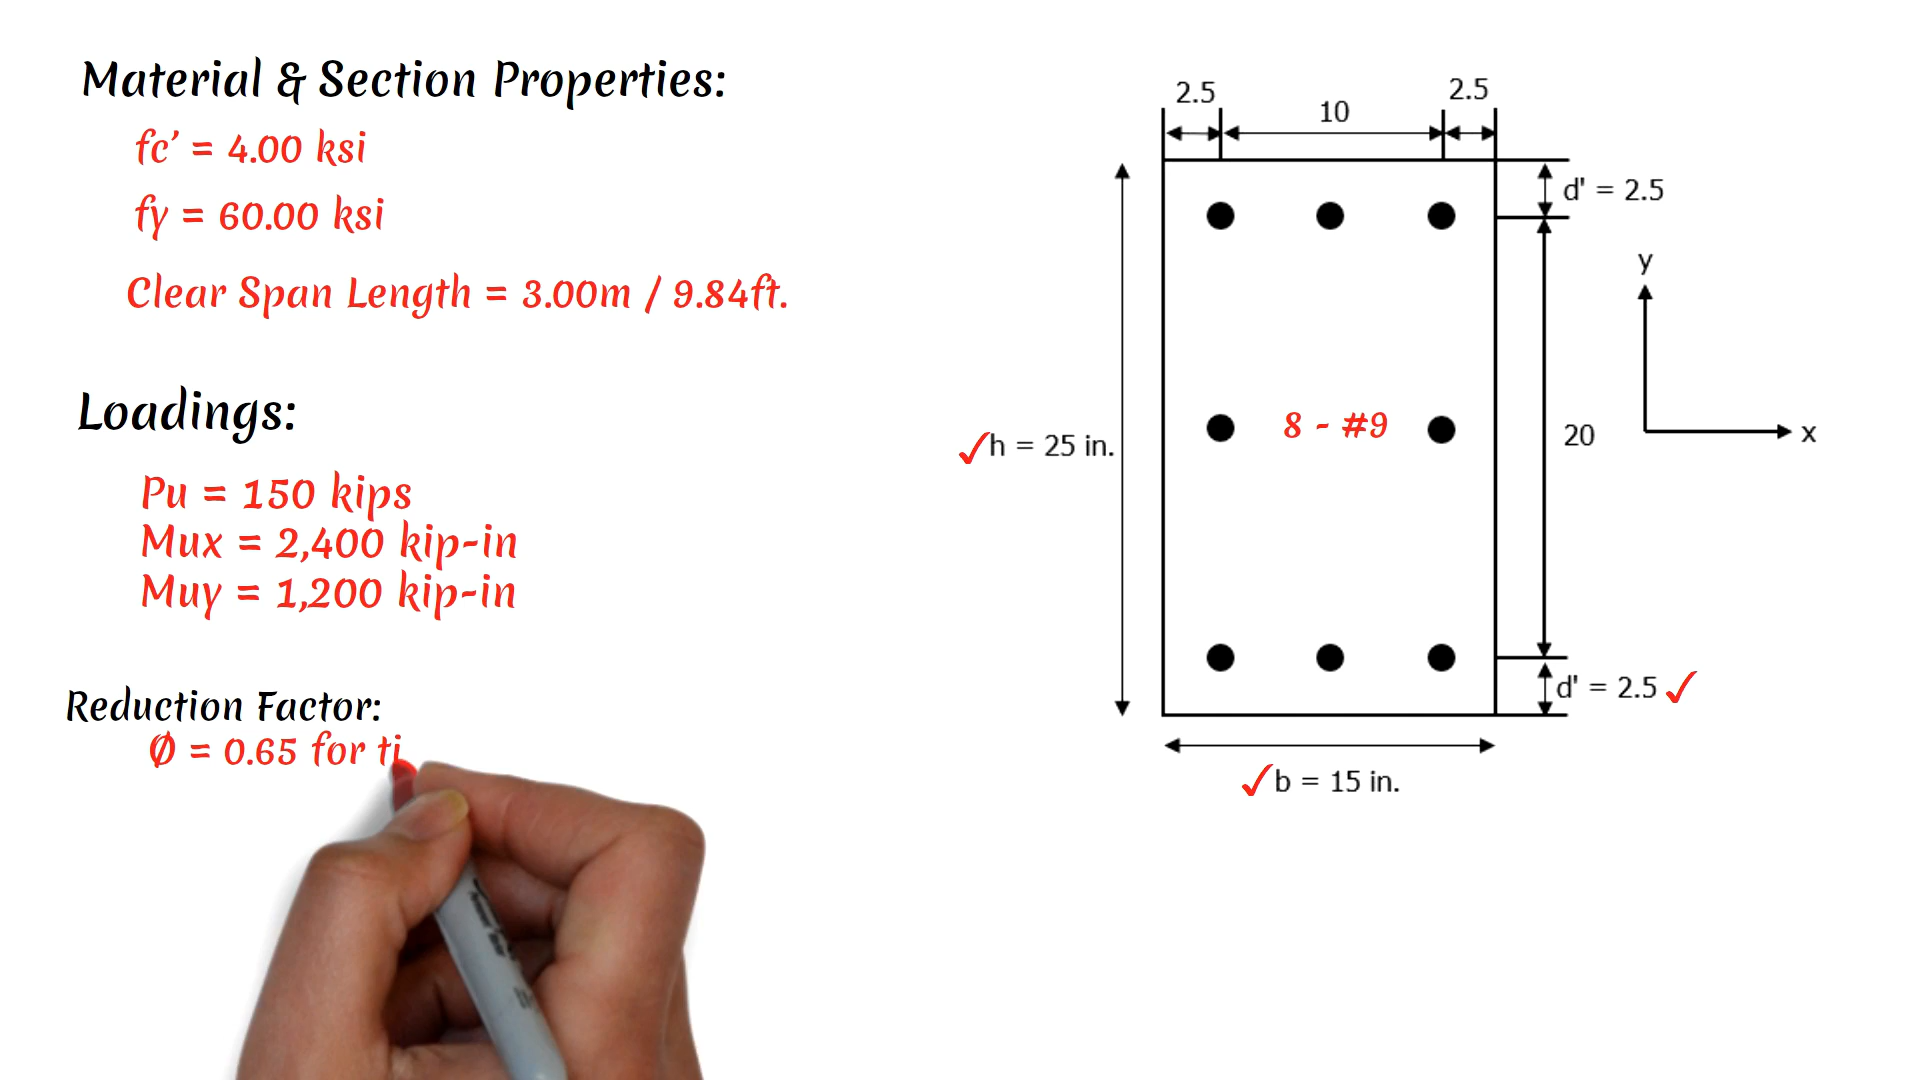 Material & Section Properties:
fc’ = 4.00 ksi
fy = 60.00 ksi
Clear Span Length = 3.00m / 9.84ft.
Loadings:
Pu = 150 kips
Mux = 2,400 kip-in
Muy = 1,200 kip-in
Reduction Factor:
Ø = 0.65 for ti
2.5
10
2.5
d' = 2.5
y
x
8 - #9
20
✓h = 25 in.
d' = 2.5 ✓
✓b = 15 in.